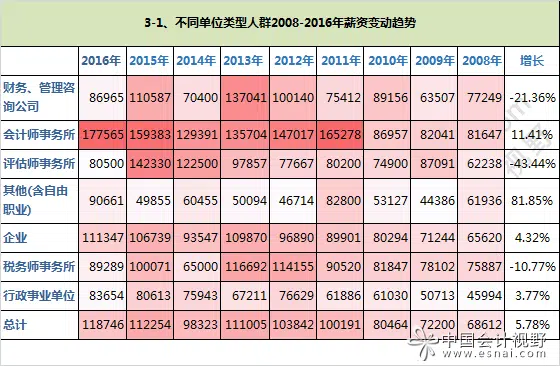 3-1、不同单位类型人群2008-2016年薪资变动趋势
2016年 2015年 2014年 2013年 2012年 2011年 2010年 2009年 2008年 增长
财务、管理咨
询公司 86965 110587 70400 137041 100140 75412 89156 63507 77249 -21.36%
会计师事务所 177565 159383 129391 135704 147017 165278 86957 82041 81647 11.41%
评估师事务所 80500 142330 122500 97857 77667 80200 74900 87091 62238 -43.44%
其他(含自由
职业) 90661 49855 60455 50094 46714 82800 53127 44386 61936 81.85%
企业 111347 106739 93547 109870 96890 89901 80294 71244 65620 4.32%
税务师事务所 89289 100071 65000 116692 114155 90520 81847 78102 75887 -10.77%
行政事业单位 83654 80613 75943 67211 76629 61886 61030 50713 45994 3.77%
总计 118746 112254 98323 111005 103842 100191 80464 72200 68612 5.78%
中国会计视野
www.esnai.com